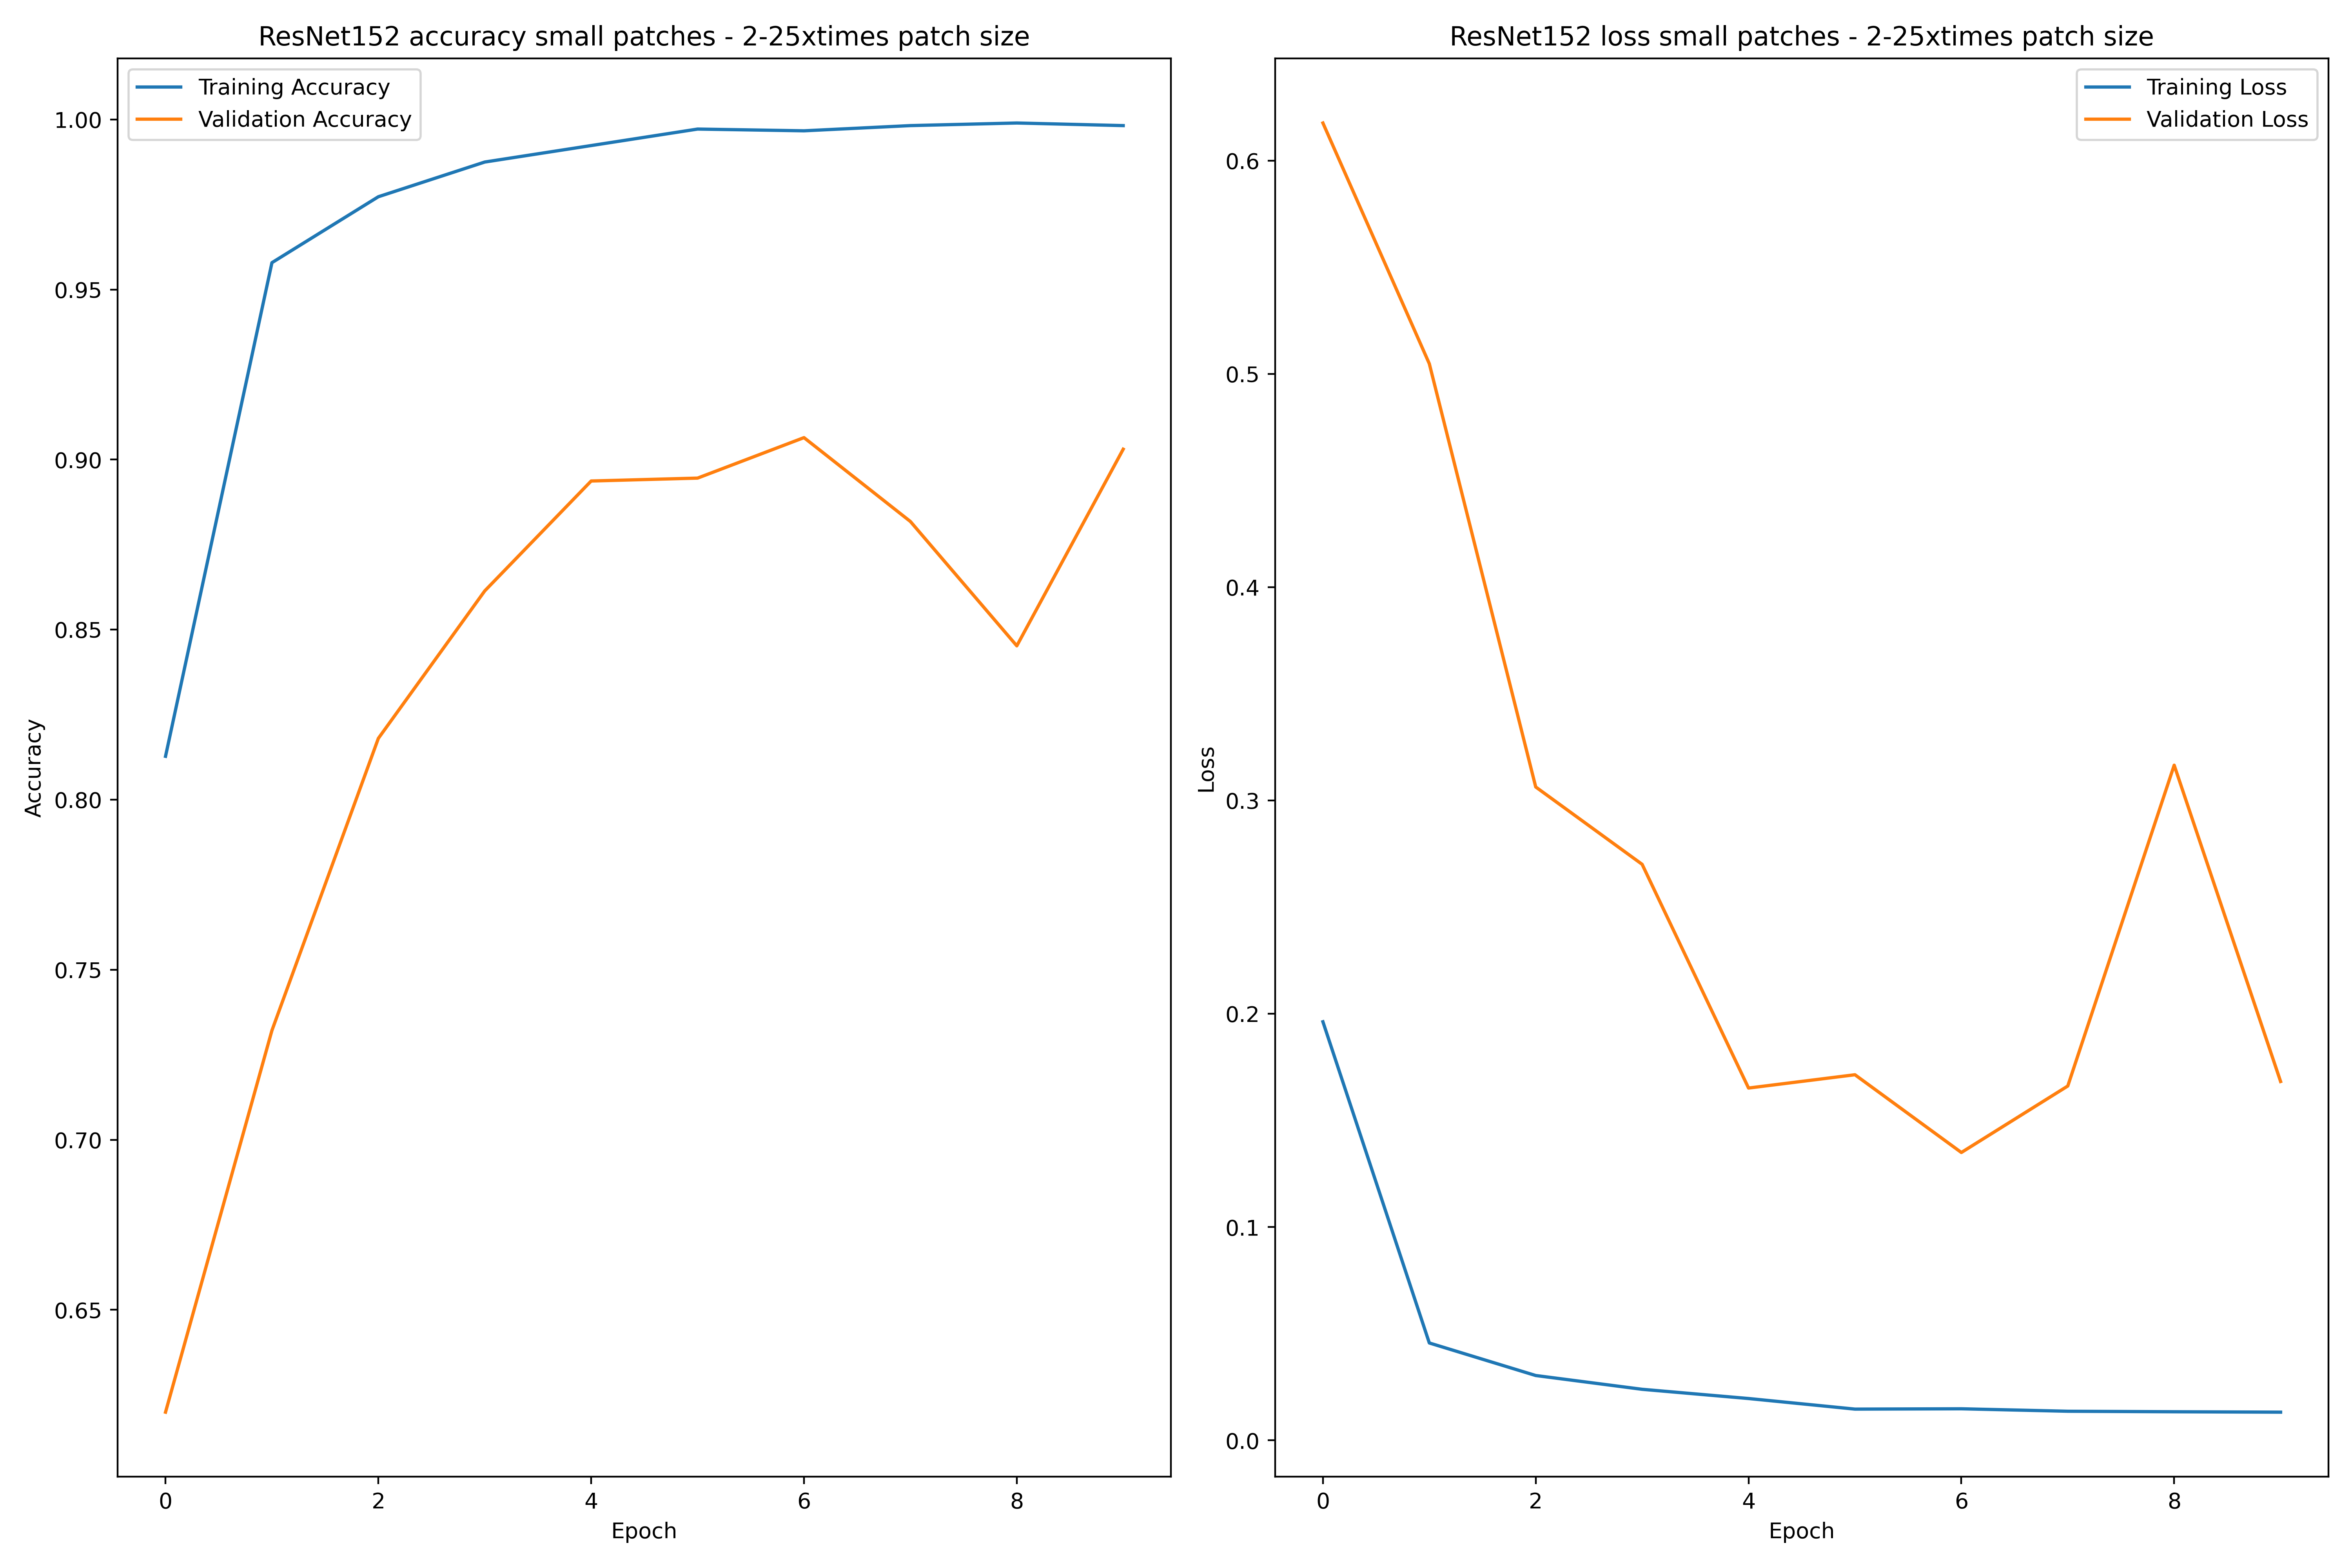 ResNet152 accuracy small patches - 2-25xtimes patch size
Training Accuracy
Validation Accuracy
1.00
0.95
0.90
0.85
0.80
0.75
0.70
0.65
Accuracy
0 2 4 6 8
Epoch
ResNet152 loss small patches - 2-25xtimes patch size
Training Loss
Validation Loss
0.6
0.5
0.4
0.3
0.2
0.1
0.0
Loss
0 2 4 6 8
Epoch